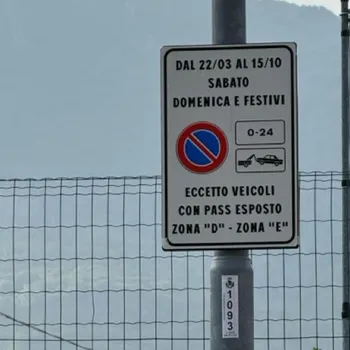 DAL 22/03 AL 15/10
SABATO
DOMENICA E FESTIVI
0-24
ECCETTO VEICOLI
CON PASS ESPOSTO
ZONA "D" - ZONA "E"
1093